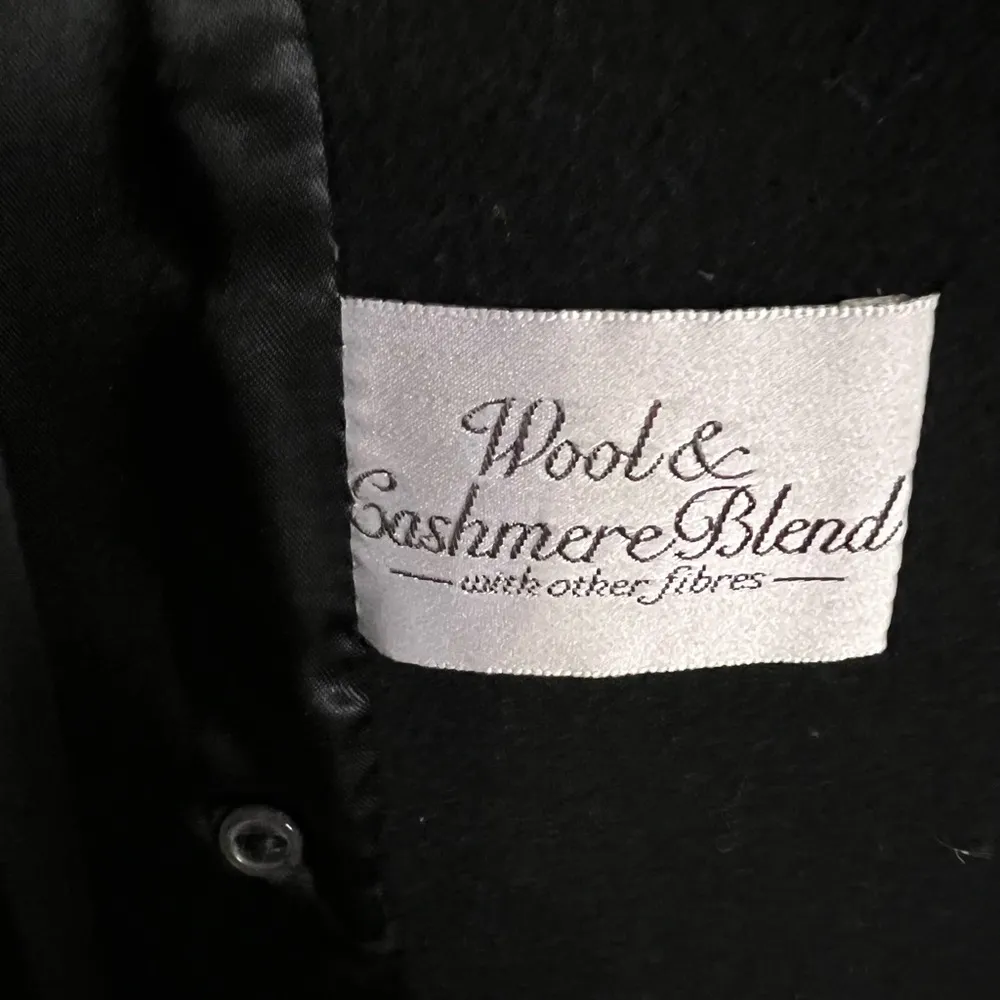 Wool &
Cashmere Blend
with other fibres